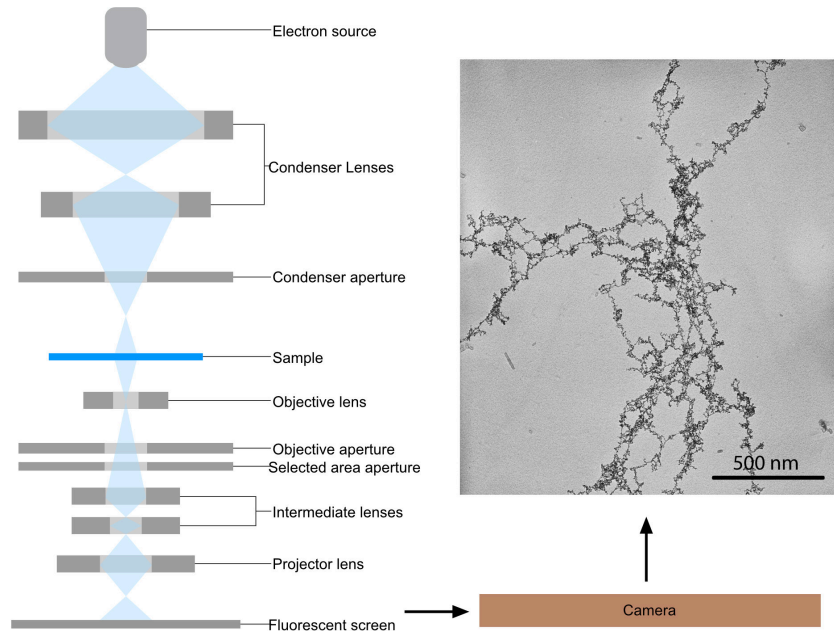 Electron source
Condenser Lenses
Condenser aperture
Sample
Objective lens
Objective aperture
Selected area aperture
Intermediate lenses
Projector lens
Fluorescent screen
500 nm
Camera